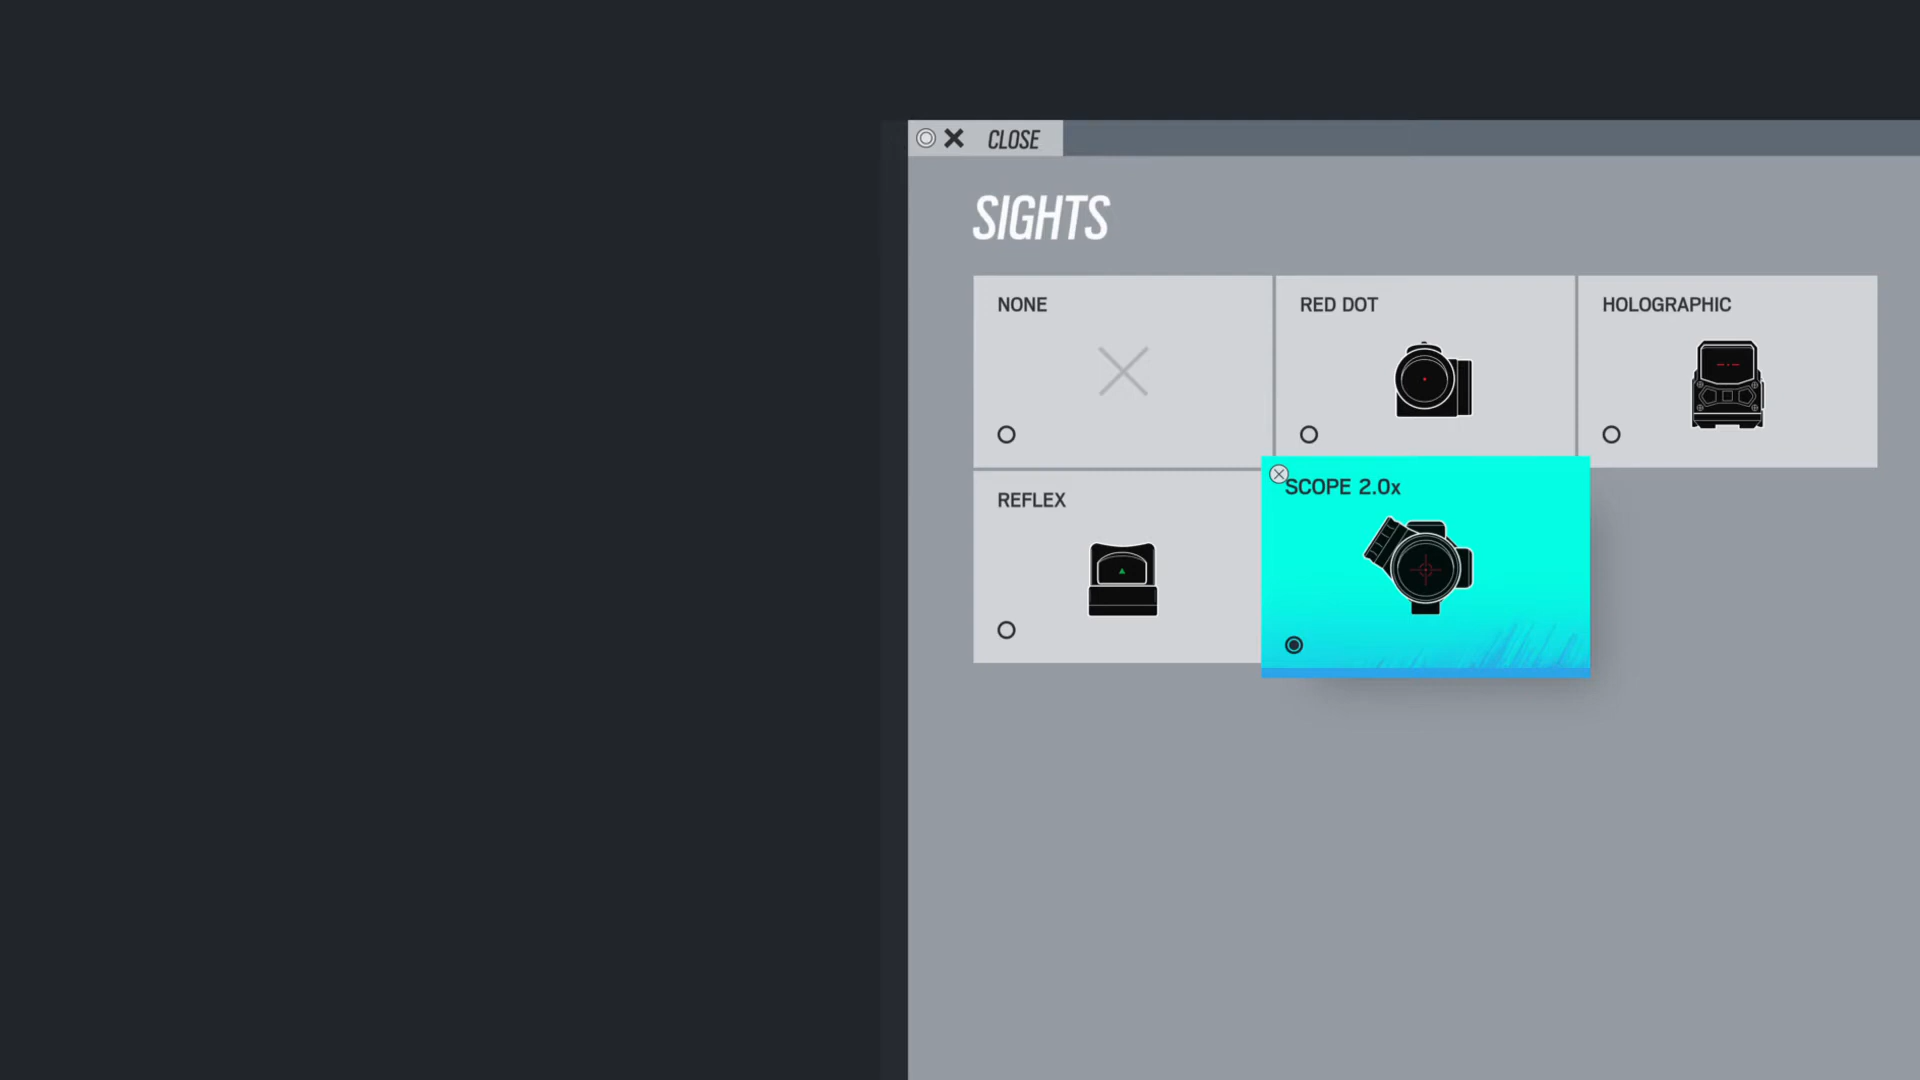 CLOSE
SIGHTS
NONE
RED DOT
HOLOGRAPHIC
REFLEX
SCOPE 2.0x